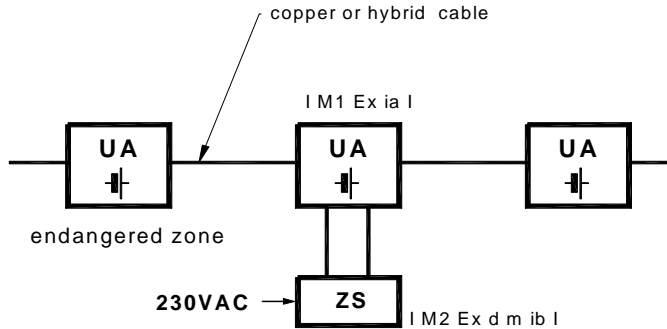 copper or hybrid cable
I M1 Ex ia I
UA UA UA
endangered zone
230VAC ZS
I M2 Ex d m ib I